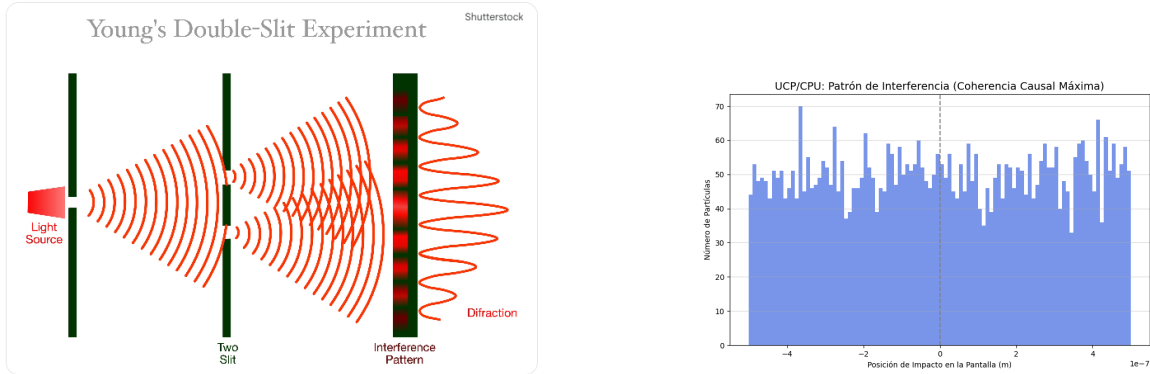 Shutterstock
Young's Double-Slit Experiment
Light
Source
Two
Slit
Interference
Pattern
Difraction
UCP/CPU: Patrón de Interferencia (Coherencia Causal Máxima)
Número de Partículas
70
60
50
40
30
20
10
0
−4
−2
0
2
4
1e−7
Posición de Impacto en la Pantalla (m)